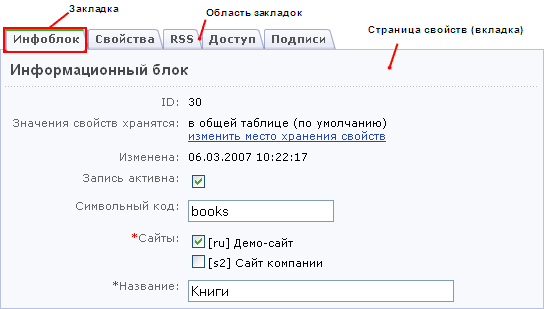 Закладка
Область закладок
Страница свойств (вкладка)
Инфоблок Свойства RSS Доступ Подписи
Информационный блок
ID: 30
Значения свойств хранятся: в общей таблице (по умолчанию)
изменить место хранения свойств
Изменена: 06.03.2007 10:22:17
Запись активна:
Символьный код: books
*Сайты: [ru] Демо-сайт
[s2] Сайт компании
*Название: Книги